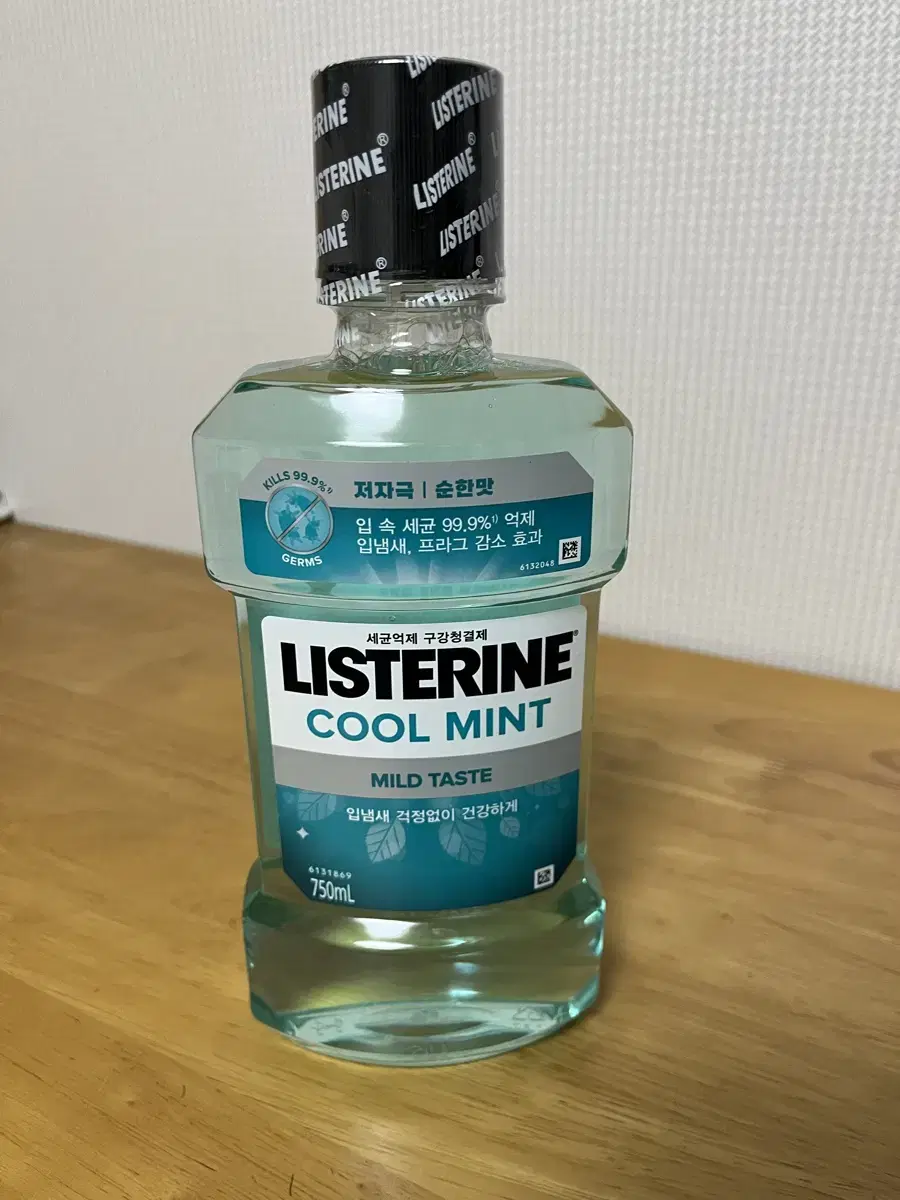 LISTERINE®
LISTERINE
LISTERINE
LISTERINE
KILLS 99.9%¹⁾
GERMS
저자극 | 순한맛
입 속 세균 99.9%¹⁾ 억제
입냄새, 프라그 감소 효과
6132048
세균억제 구강청결제
LISTERINE®
COOL MINT
MILD TASTE
입냄새 걱정없이 건강하게
6131869
750mL